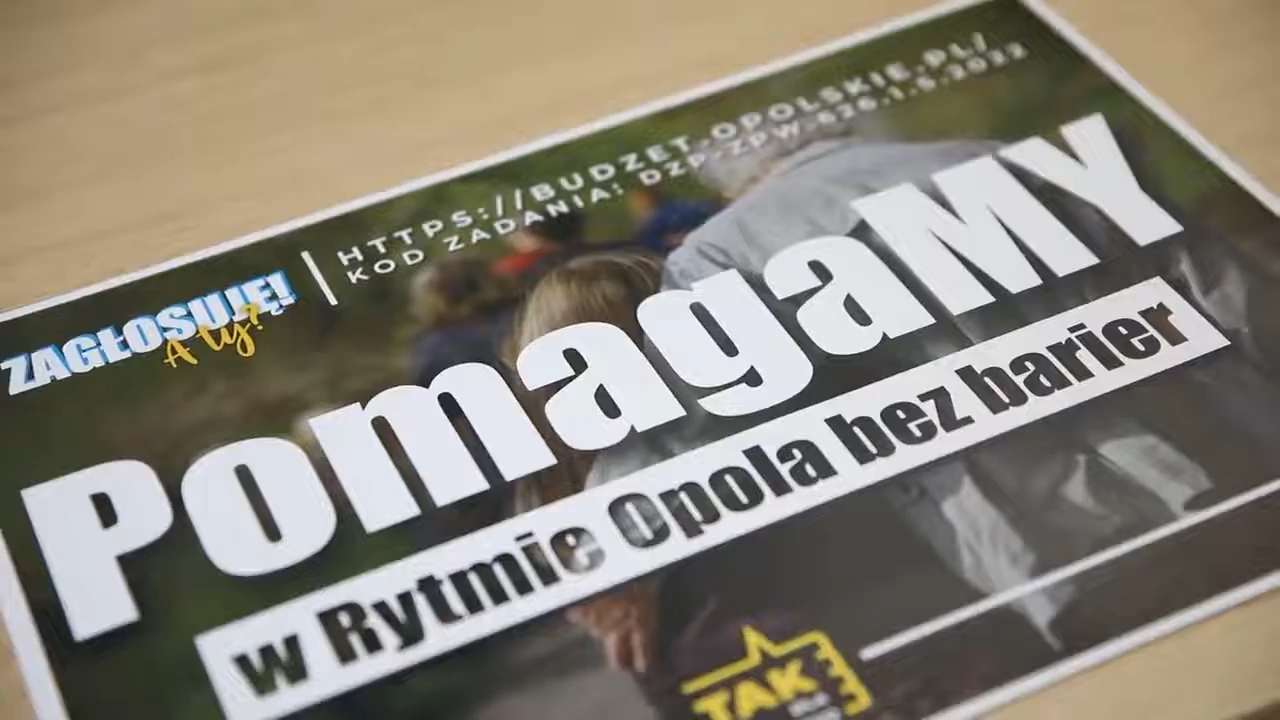 ZAGŁOSUJĘ!
A ty?
HTTPS://BUDZET-OPOLSKIE.PL/
KOD ZADANIA: DZP-ZPW-626.1.5.2022
PomagaMY
w Rytmie Opola bez barier
TAK